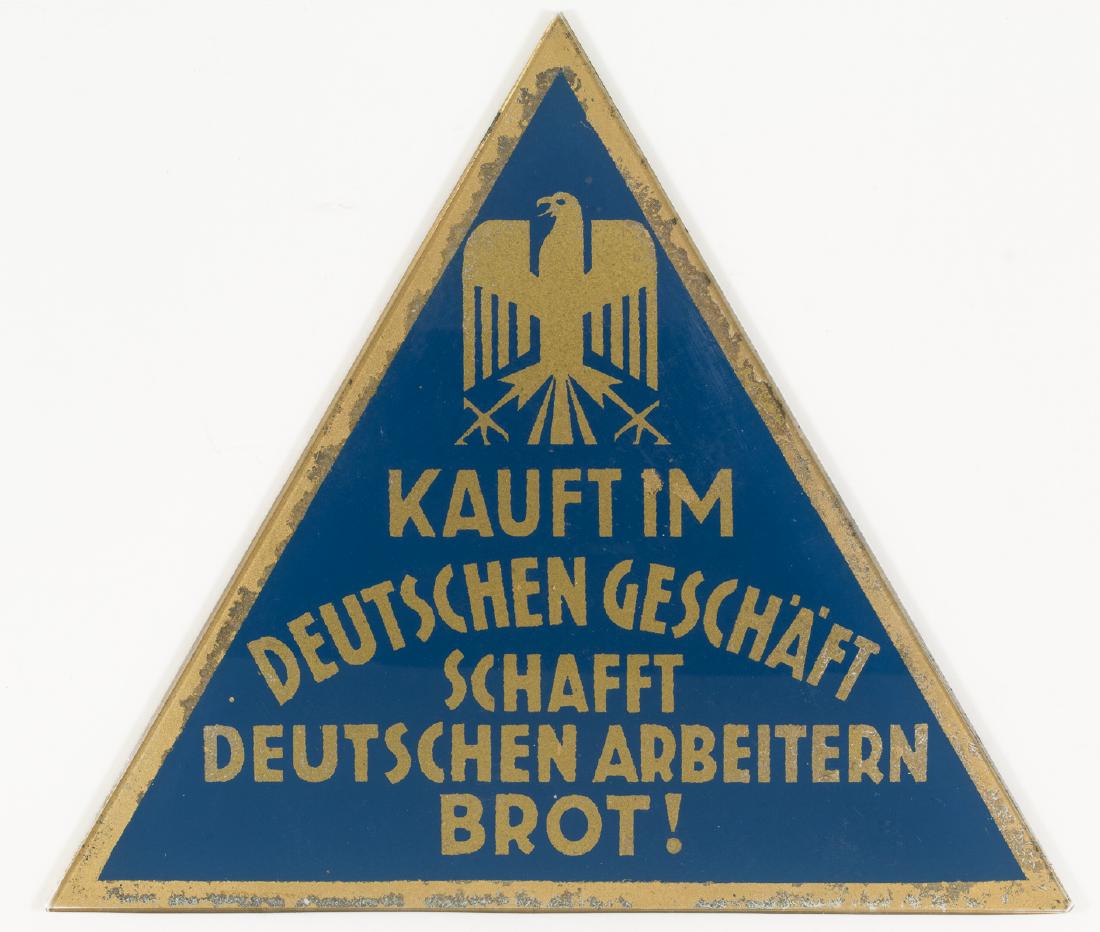 KAUFT IM
DEUTSCHEN GESCHÄFT
SCHAFFT
DEUTSCHEN ARBEITERN
BROT!